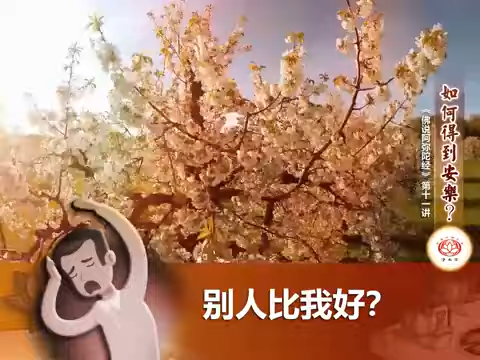 如何得到安樂?
《佛说阿弥陀经》第十一讲
别人比我好?